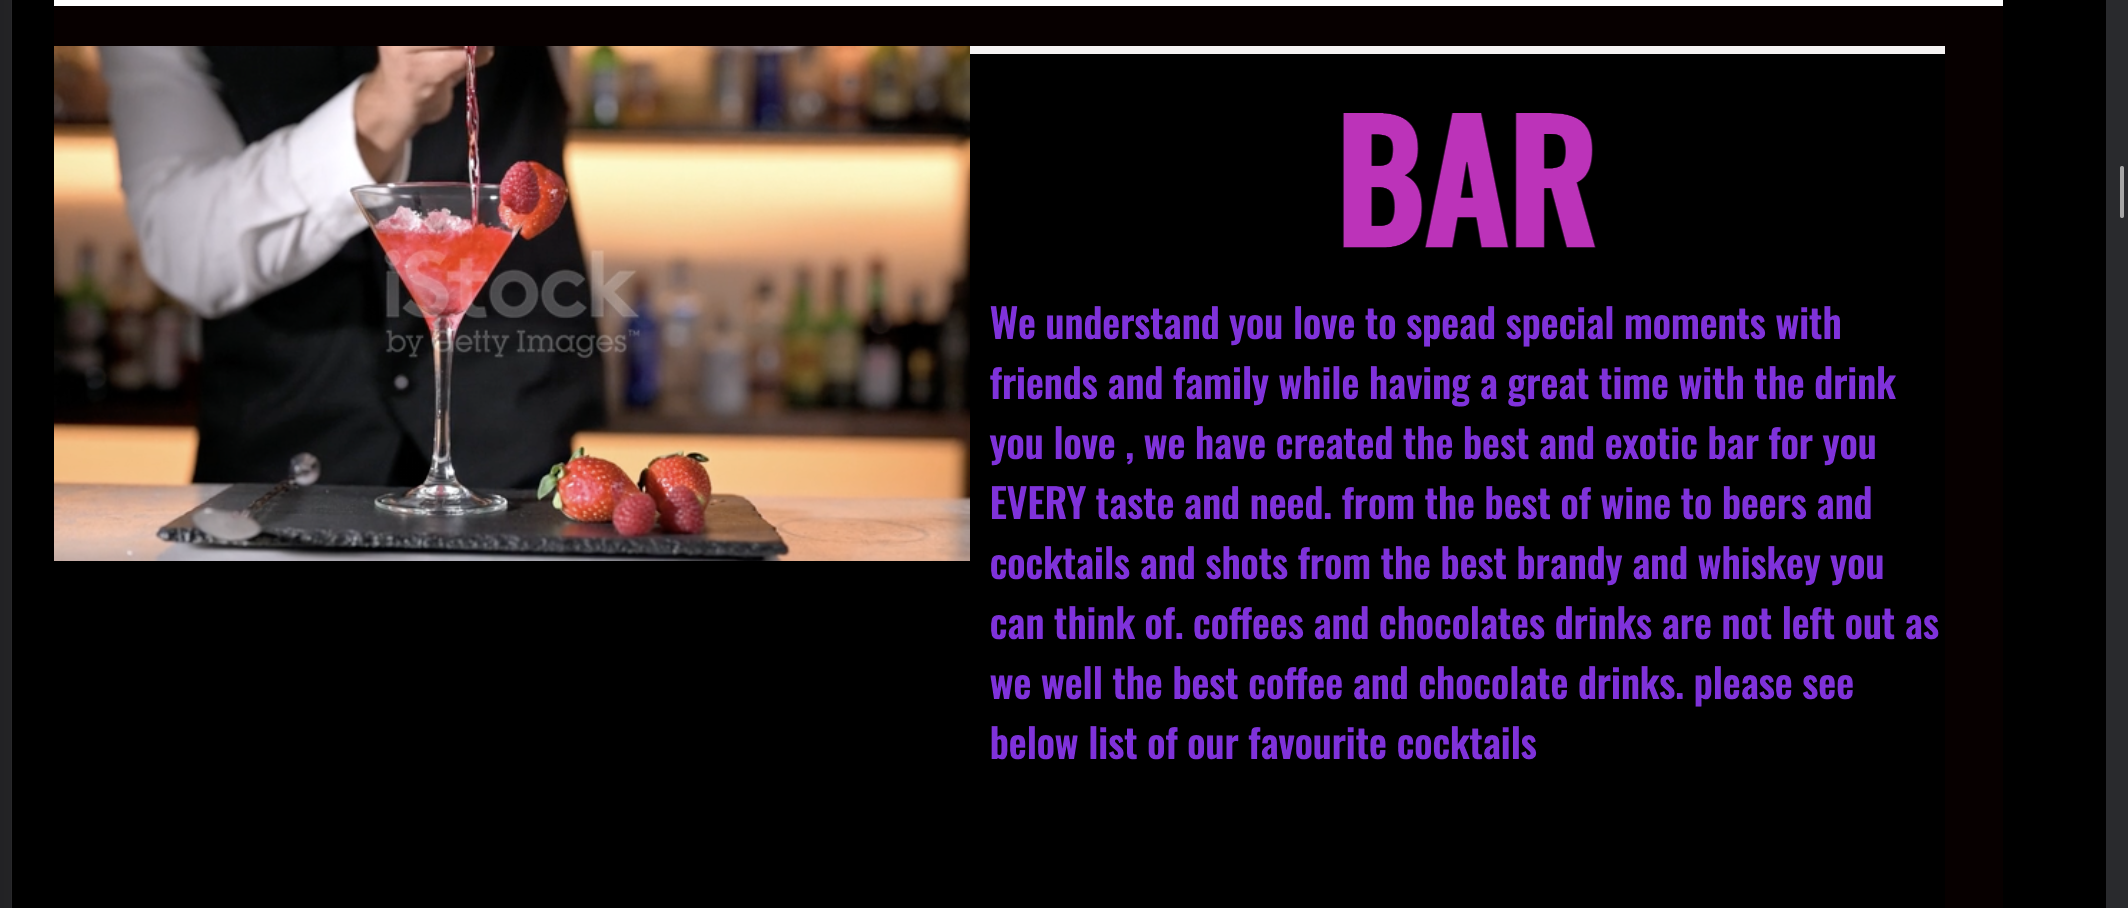 BAR
iStock
by Getty Images™
We understand you love to spead special moments with
friends and family while having a great time with the drink
you love , we have created the best and exotic bar for you
EVERY taste and need. from the best of wine to beers and
cocktails and shots from the best brandy and whiskey you
can think of. coffees and chocolates drinks are not left out as
we well the best coffee and chocolate drinks. please see
below list of our favourite cocktails